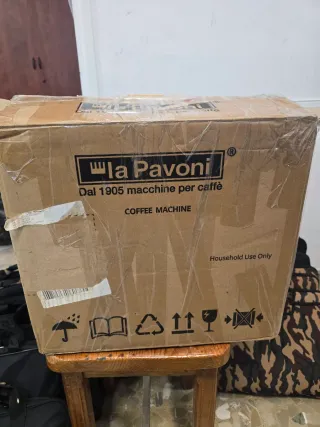 la Pavoni®
Dal 1905 macchine per caffè
COFFEE MACHINE
Household Use Only